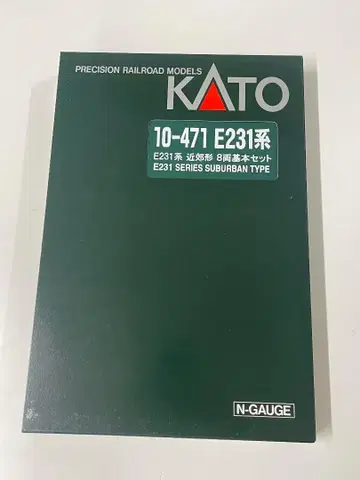 PRECISION RAILROAD MODELS
KATO
10-471 E231系
E231系 近郊形 8両基本セット
E231 SERIES SUBURBAN TYPE
N-GAUGE